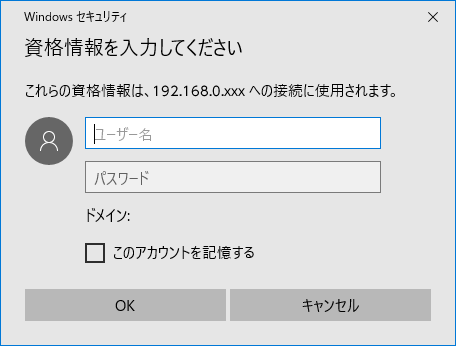 Windows セキュリティ
資格情報を入力してください
これらの資格情報は、192.168.0.xxx への接続に使用されます。
ユーザー名
パスワード
ドメイン:
このアカウントを記憶する
OK
キャンセル